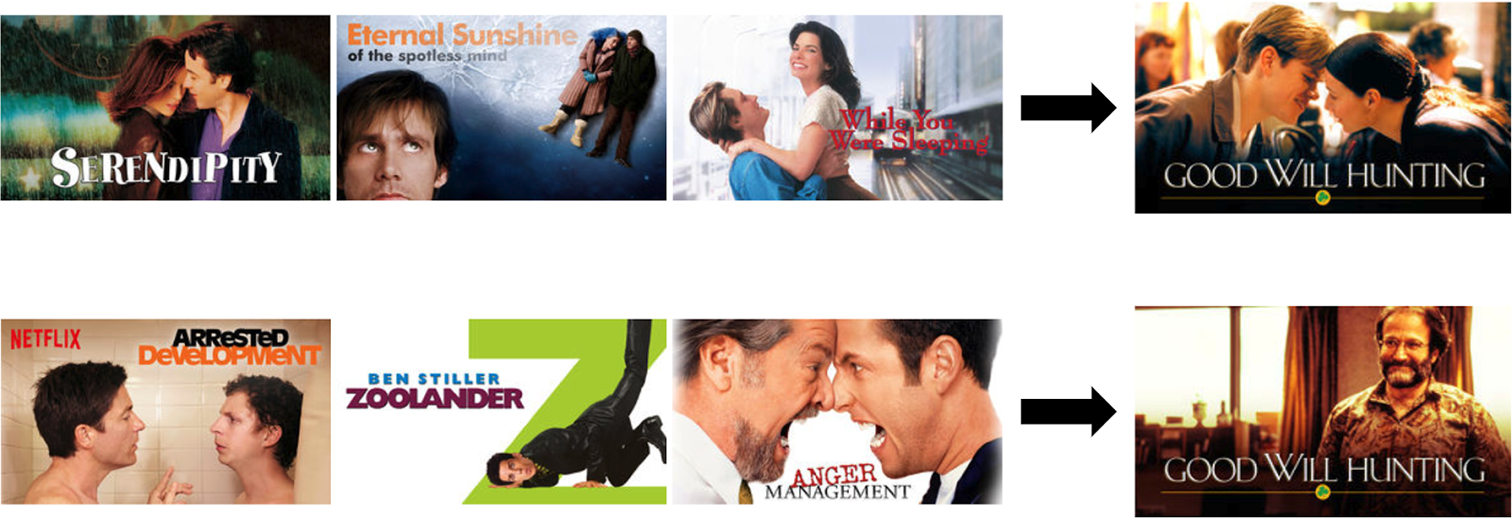 SERENDIPITY
Eternal Sunshine
of the spotless mind
While You
Were Sleeping
GOOD WILL HUNTING
NETFLIX
ARReSTeD
DeVeLOPMeNT
BEN STILLER
ZOOLANDER
ANGER
MANAGEMENT
GOOD WILL HUNTING